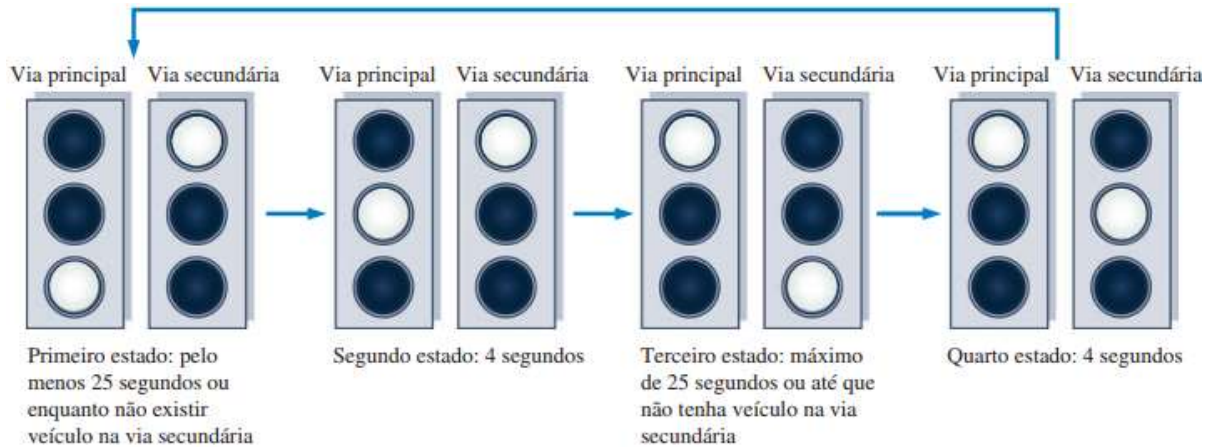 Via principal Via secundária Via principal Via secundária Via principal Via secundária Via principal Via secundária
Primeiro estado: pelo
menos 25 segundos ou
enquanto não existir
veículo na via secundária
Segundo estado: 4 segundos
Terceiro estado: máximo
de 25 segundos ou até que
não tenha veículo na via
secundária
Quarto estado: 4 segundos